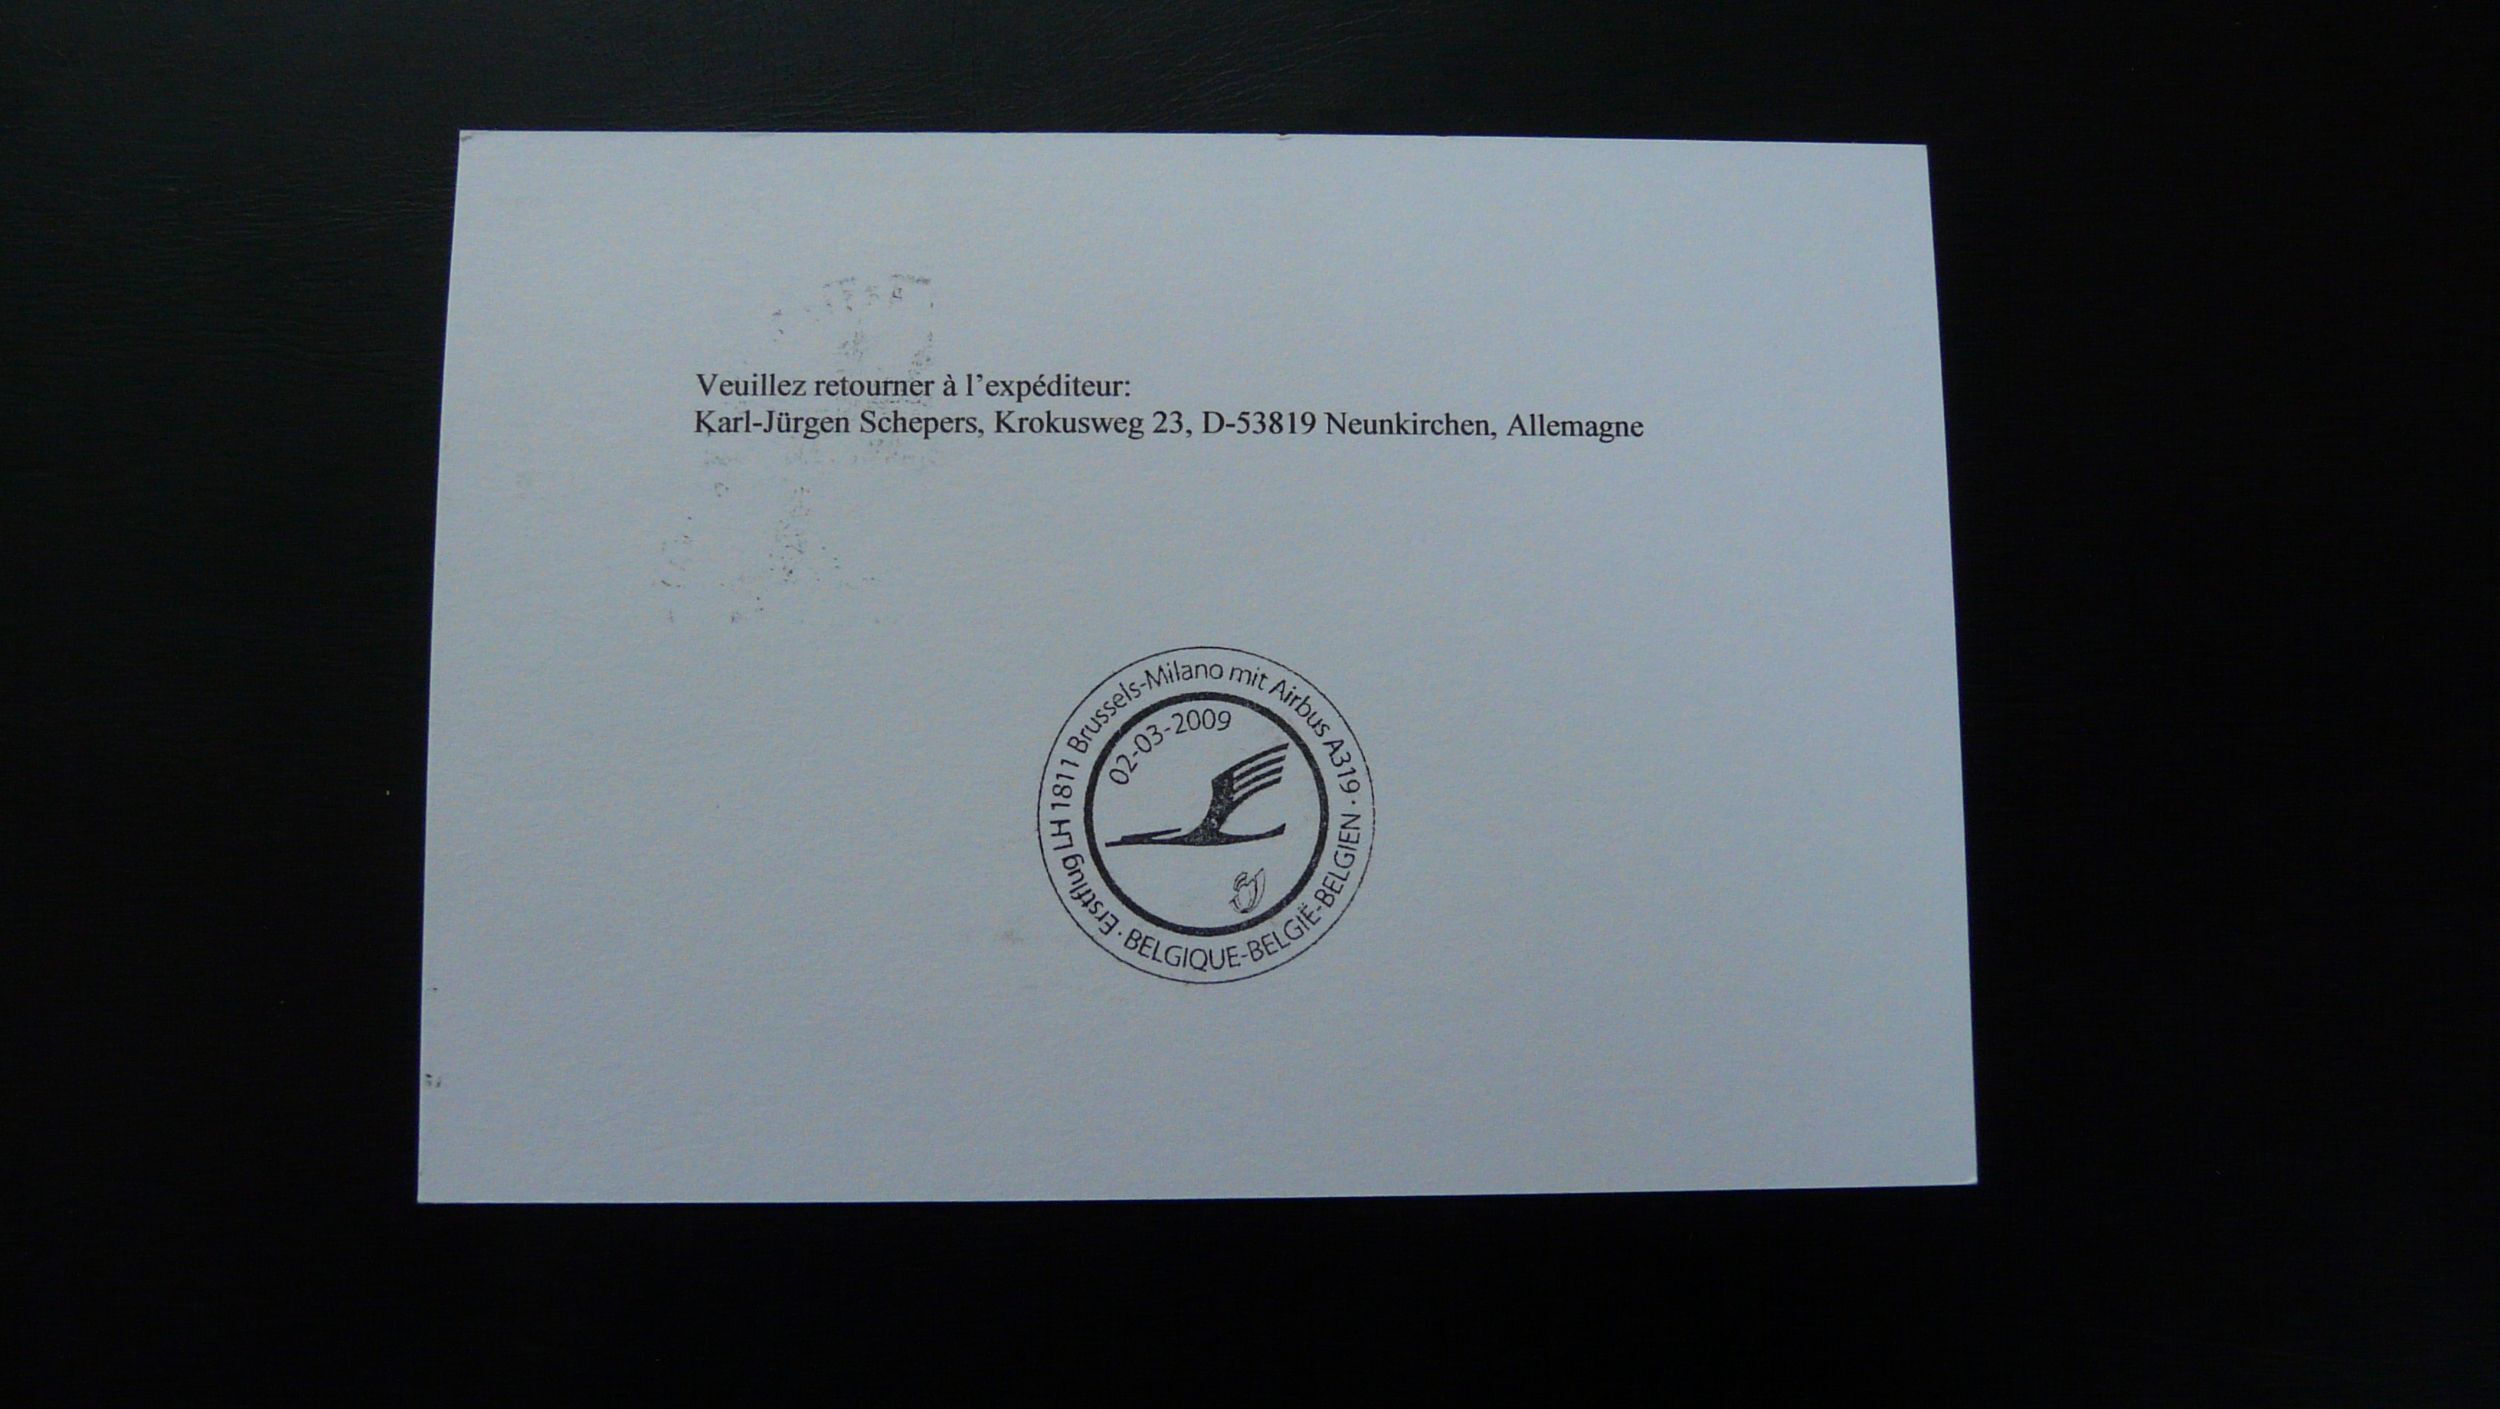 Veuillez retourner à l’expéditeur:
Karl-Jürgen Schepers, Krokusweg 23, D-53819 Neunkirchen, Allemagne
Erstflug LH 1811 Brussels-Milano mit Airbus A319 ·
BELGIQUE-BELGIË-BELGIEN ·
02-03-2009